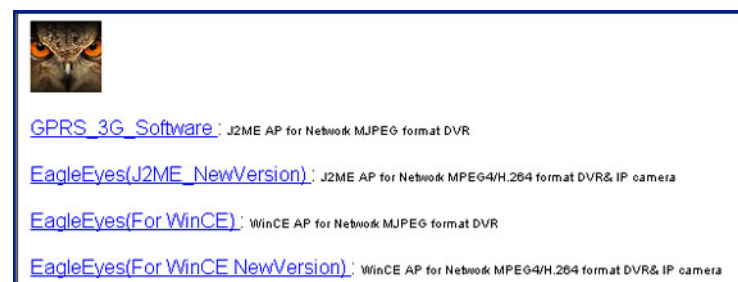 GPRS_3G_Software : J2ME AP for Network MJPEG format DVR
EagleEyes(J2ME_NewVersion) : J2ME AP for Network MPEG4/H.264 format DVR& IP camera
EagleEyes(For WinCE) : WinCE AP for Network MJPEG format DVR
EagleEyes(For WinCE NewVersion) : WinCE AP for Network MPEG4/H.264 format DVR& IP camera